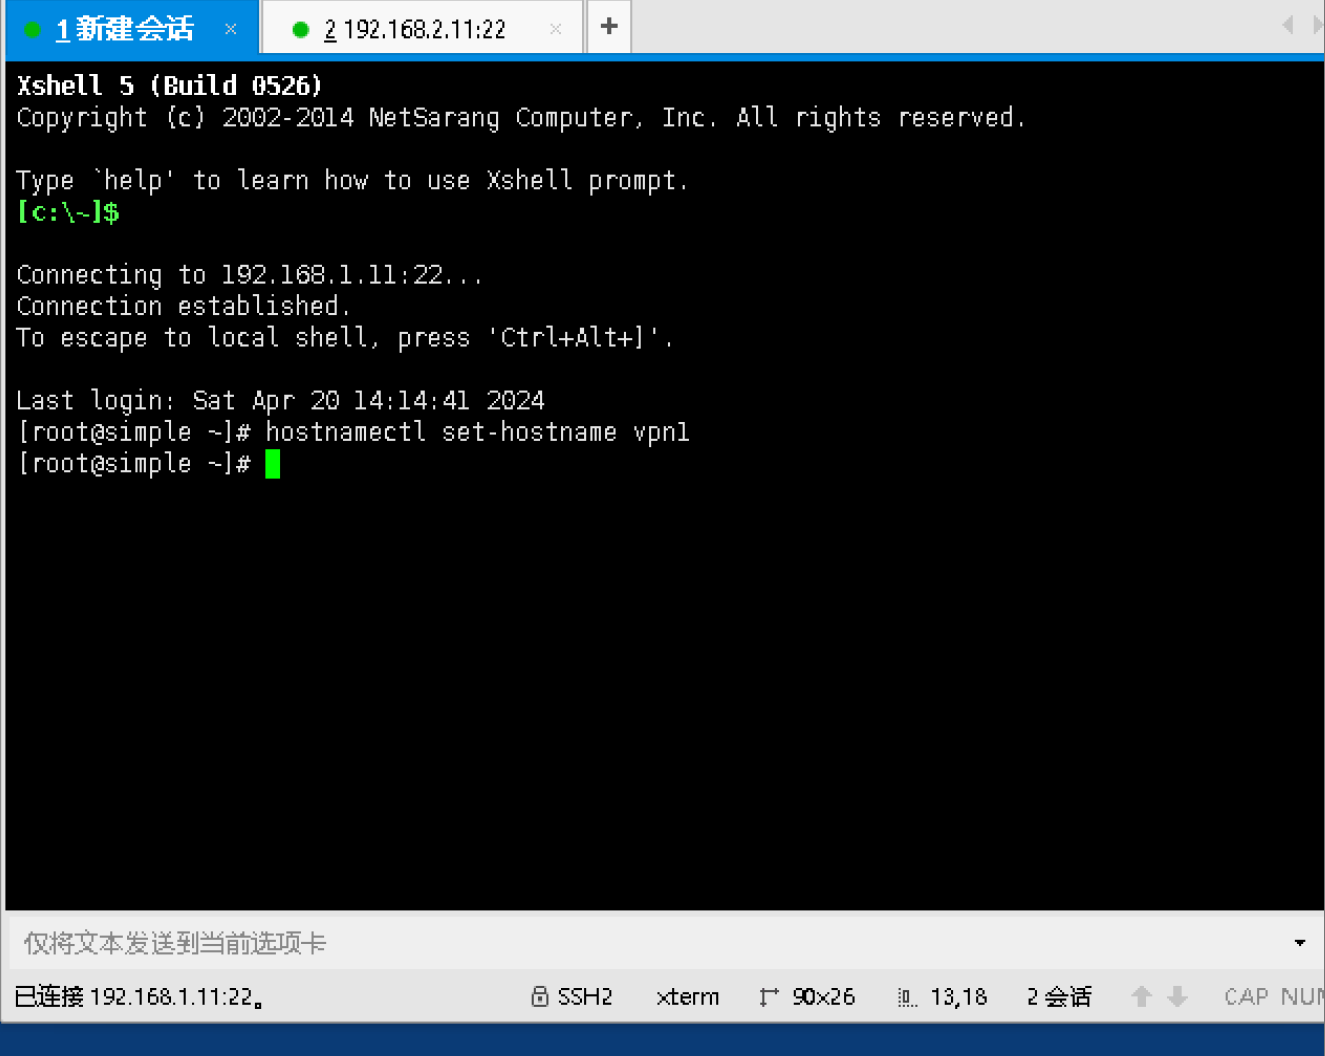 1 新建会话 × 2 192.168.2.11:22 × +
Xshell 5 (Build 0526)
Copyright (c) 2002-2014 NetSarang Computer, Inc. All rights reserved.
Type `help' to learn how to use Xshell prompt.
[c:\~]$
Connecting to 192.168.1.11:22...
Connection established.
To escape to local shell, press 'Ctrl+Alt+]'.
Last login: Sat Apr 20 14:14:41 2024
[root@simple ~]# hostnamectl set-hostname vpn1
[root@simple ~]#
仅将文本发送到当前选项卡
已连接 192.168.1.11:22。 SSH2 xterm 90x26 13,18 2 会话 CAP NUM